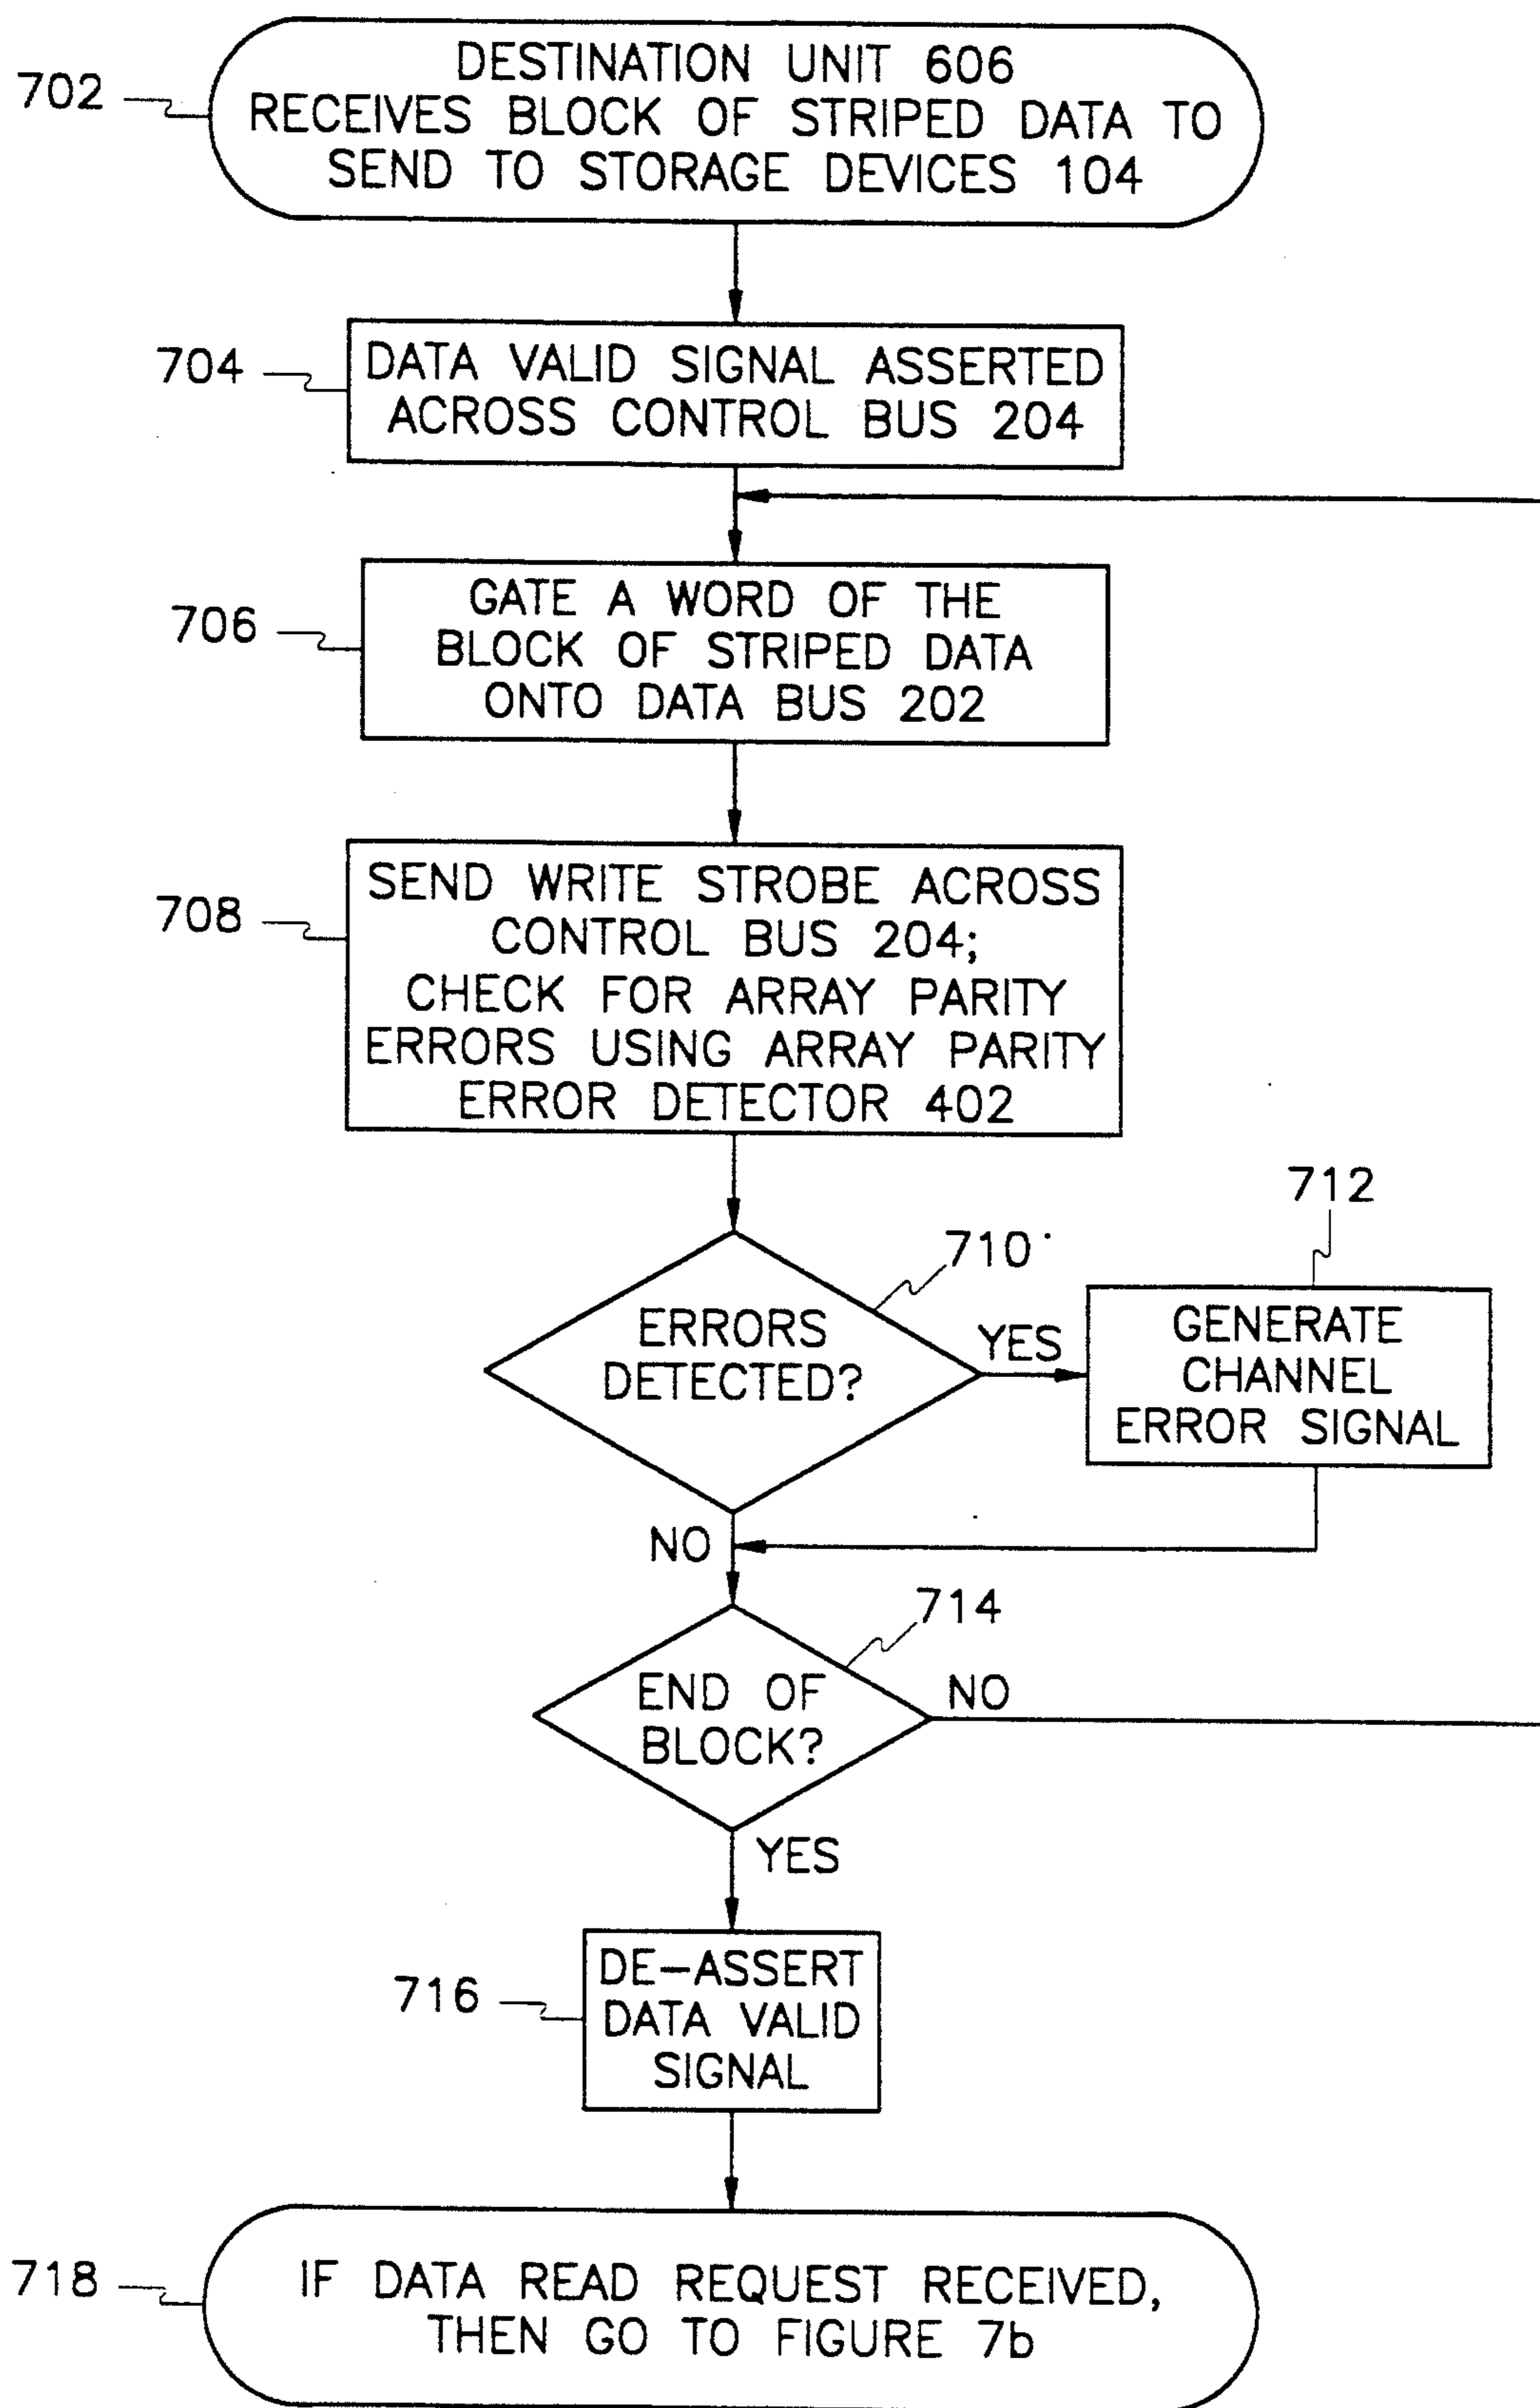 702
DESTINATION UNIT 606
RECEIVES BLOCK OF STRIPED DATA TO
SEND TO STORAGE DEVICES 104
704
DATA VALID SIGNAL ASSERTED
ACROSS CONTROL BUS 204
706
GATE A WORD OF THE
BLOCK OF STRIPED DATA
ONTO DATA BUS 202
708
SEND WRITE STROBE ACROSS
CONTROL BUS 204;
CHECK FOR ARRAY PARITY
ERRORS USING ARRAY PARITY
ERROR DETECTOR 402
710
ERRORS
DETECTED?
YES
712
GENERATE
CHANNEL
ERROR SIGNAL
NO
714
END OF
BLOCK?
NO
YES
716
DE-ASSERT
DATA VALID
SIGNAL
718
IF DATA READ REQUEST RECEIVED,
THEN GO TO FIGURE 7b